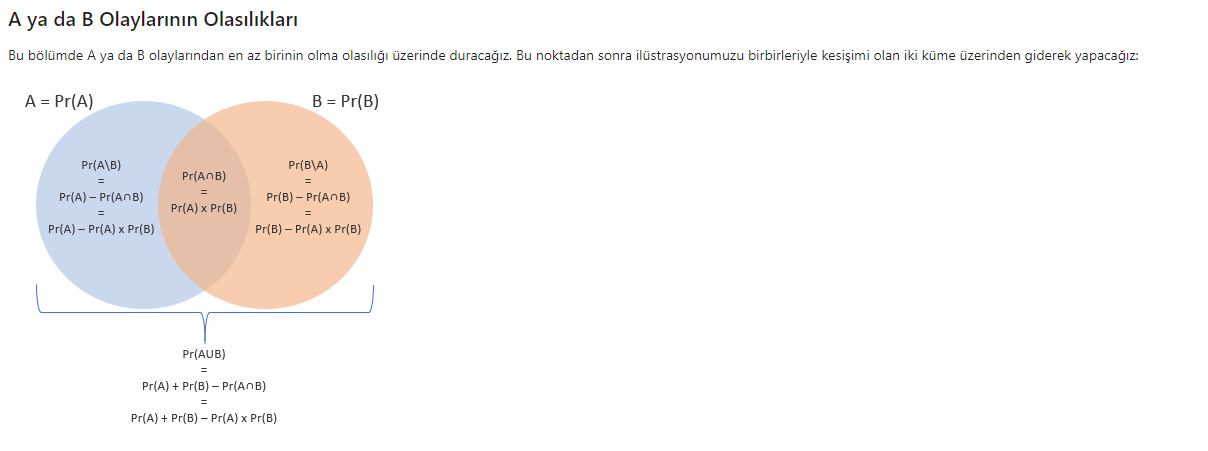 A ya da B Olaylarının Olasılıkları
Bu bölümde A ya da B olaylarından en az birinin olma olasılığı üzerinde duracağız. Bu noktadan sonra ilüstrasyonumuzu birbirleriyle kesişimi olan iki küme üzerinden giderek yapacağız:
A = Pr(A)
B = Pr(B)
Pr(A\B)
=
Pr(A) – Pr(A∩B)
=
Pr(A) – Pr(A) x Pr(B)
Pr(A∩B)
=
Pr(A) x Pr(B)
Pr(B\A)
=
Pr(B) – Pr(A∩B)
=
Pr(B) – Pr(A) x Pr(B)
Pr(AUB)
=
Pr(A) + Pr(B) – Pr(A∩B)
=
Pr(A) + Pr(B) – Pr(A) x Pr(B)